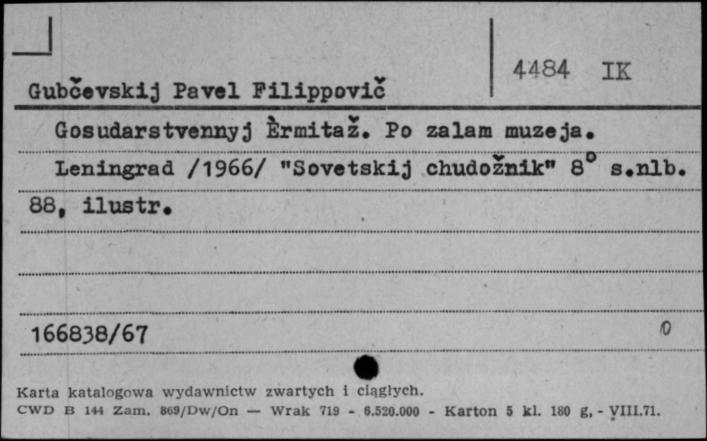 4484 IK
Gubčevskij Pavel Filippovič
Gosudarstvennyj Èrmitaž. Po zalam muzeja.
Leningrad /1966/ "Sovetskij chudožnik" 8° s.nlb.
88, ilustr.
166838/67 0
Karta katalogowa wydawnictw zwartych i ciągłych.
CWD B 144 Zam. 869/Dw/On — Wrak 719 - 6.520.000 - Karton 5 kl. 180 g, - VIII.71.